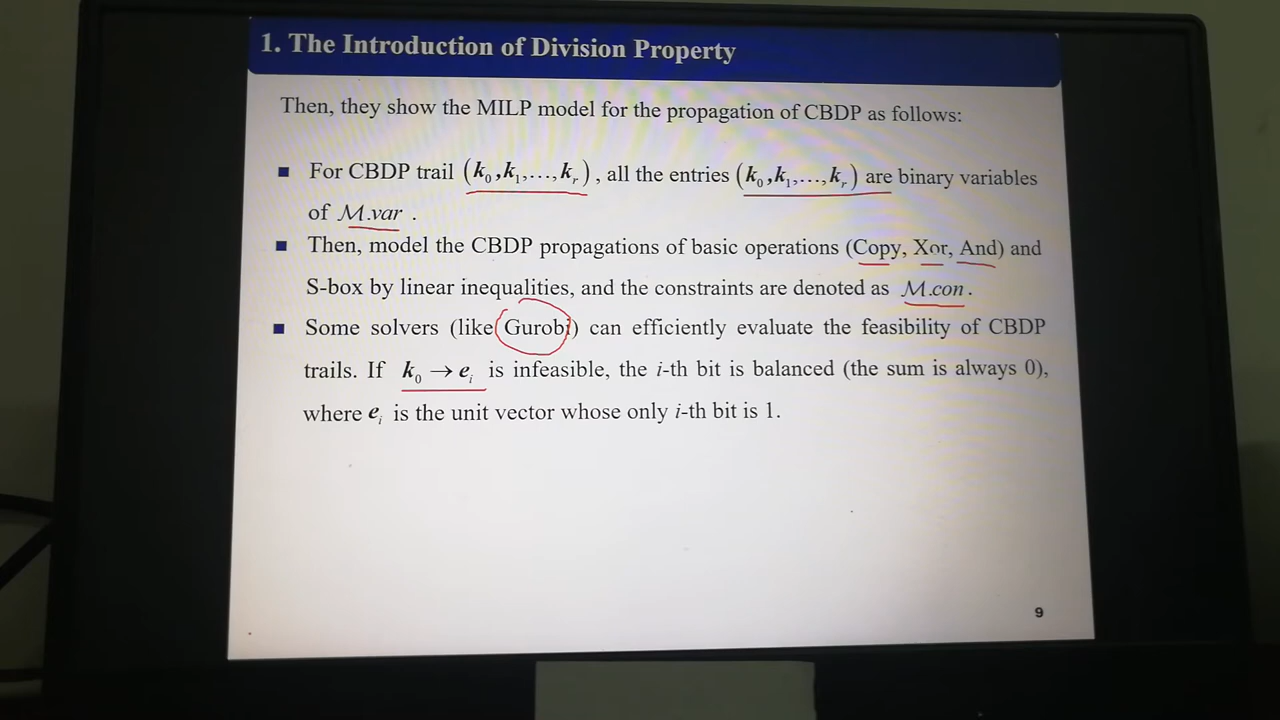 1. The Introduction of Division Property
Then, they show the MILP model for the propagation of CBDP as follows:
■ For CBDP trail (k₀,k₁,…,kᵣ), all the entries (k₀,k₁,…,kᵣ) are binary variables
of M.var .
■ Then, model the CBDP propagations of basic operations (Copy, Xor, And) and
S-box by linear inequalities, and the constraints are denoted as M.con.
■ Some solvers (like Gurobi) can efficiently evaluate the feasibility of CBDP
trails. If k₀ → eᵢ is infeasible, the i-th bit is balanced (the sum is always 0),
where eᵢ is the unit vector whose only i-th bit is 1.
9